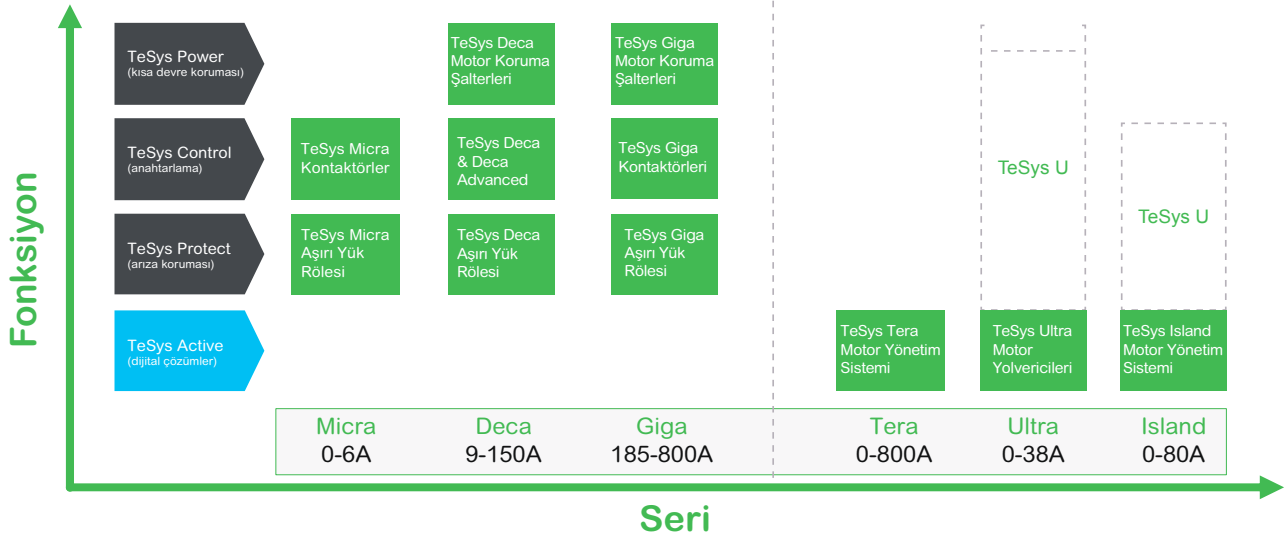 Fonksiyon
TeSys Power
(kısa devre koruması)
TeSys Deca
Motor Koruma
Şalterleri
TeSys Giga
Motor Koruma
Şalterleri
TeSys Control
(anahtarlama)
TeSys Micra
Kontaktörler
TeSys Deca
& Deca
Advanced
TeSys Giga
Kontaktörleri
TeSys U
TeSys U
TeSys Protect
(arıza koruması)
TeSys Micra
Aşırı Yük
Rölesi
TeSys Deca
Aşırı Yük
Rölesi
TeSys Giga
Aşırı Yük
Rölesi
TeSys Active
(dijital çözümler)
TeSys Tera
Motor Yönetim
Sistemi
TeSys Ultra
Motor
Yolvericileri
TeSys Island
Motor Yönetim
Sistemi
Micra
0-6A
Deca
9-150A
Giga
185-800A
Tera
0-800A
Ultra
0-38A
Island
0-80A
Seri